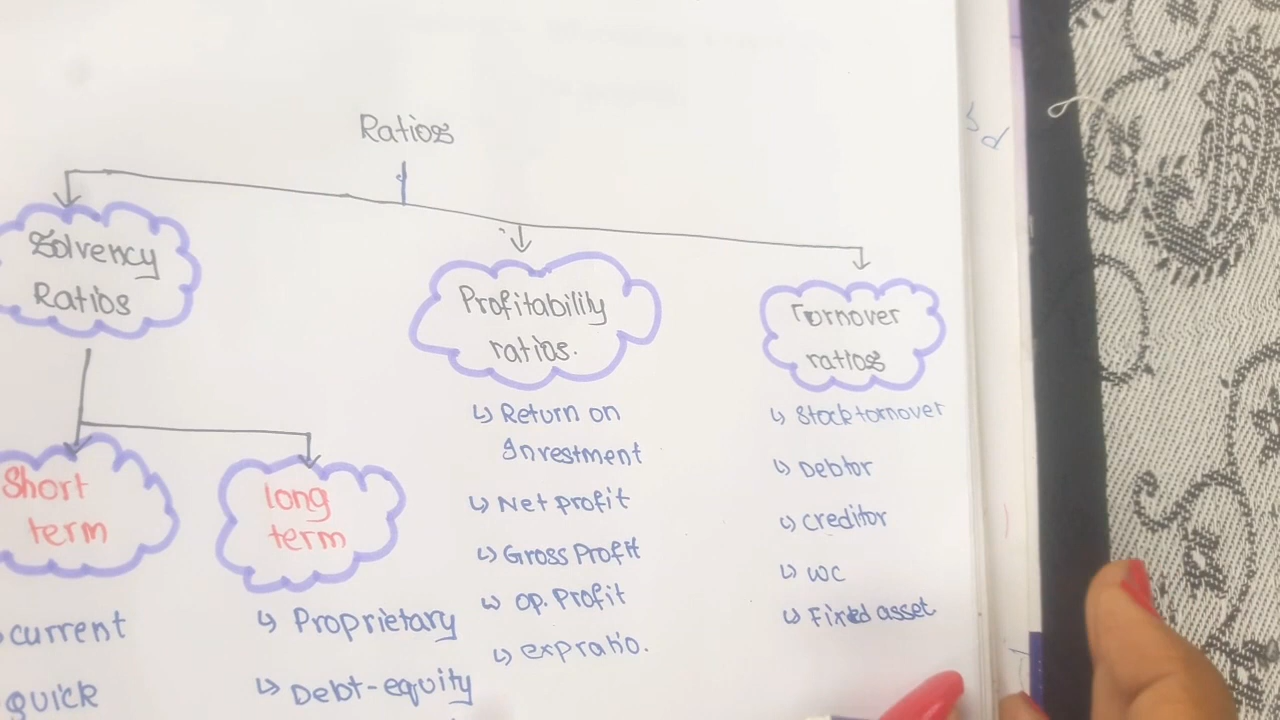 Ratios
Solvency
Ratios
Short
term
current
quick
long
term
Proprietary
Debt-equity
Profitability
ratios.
Return on
Investment
Net profit
Gross Profit
Op. Profit
exp ratio.
Turnover
ratios
Stock tornover
Debtor
creditor
WC
Fixed asset